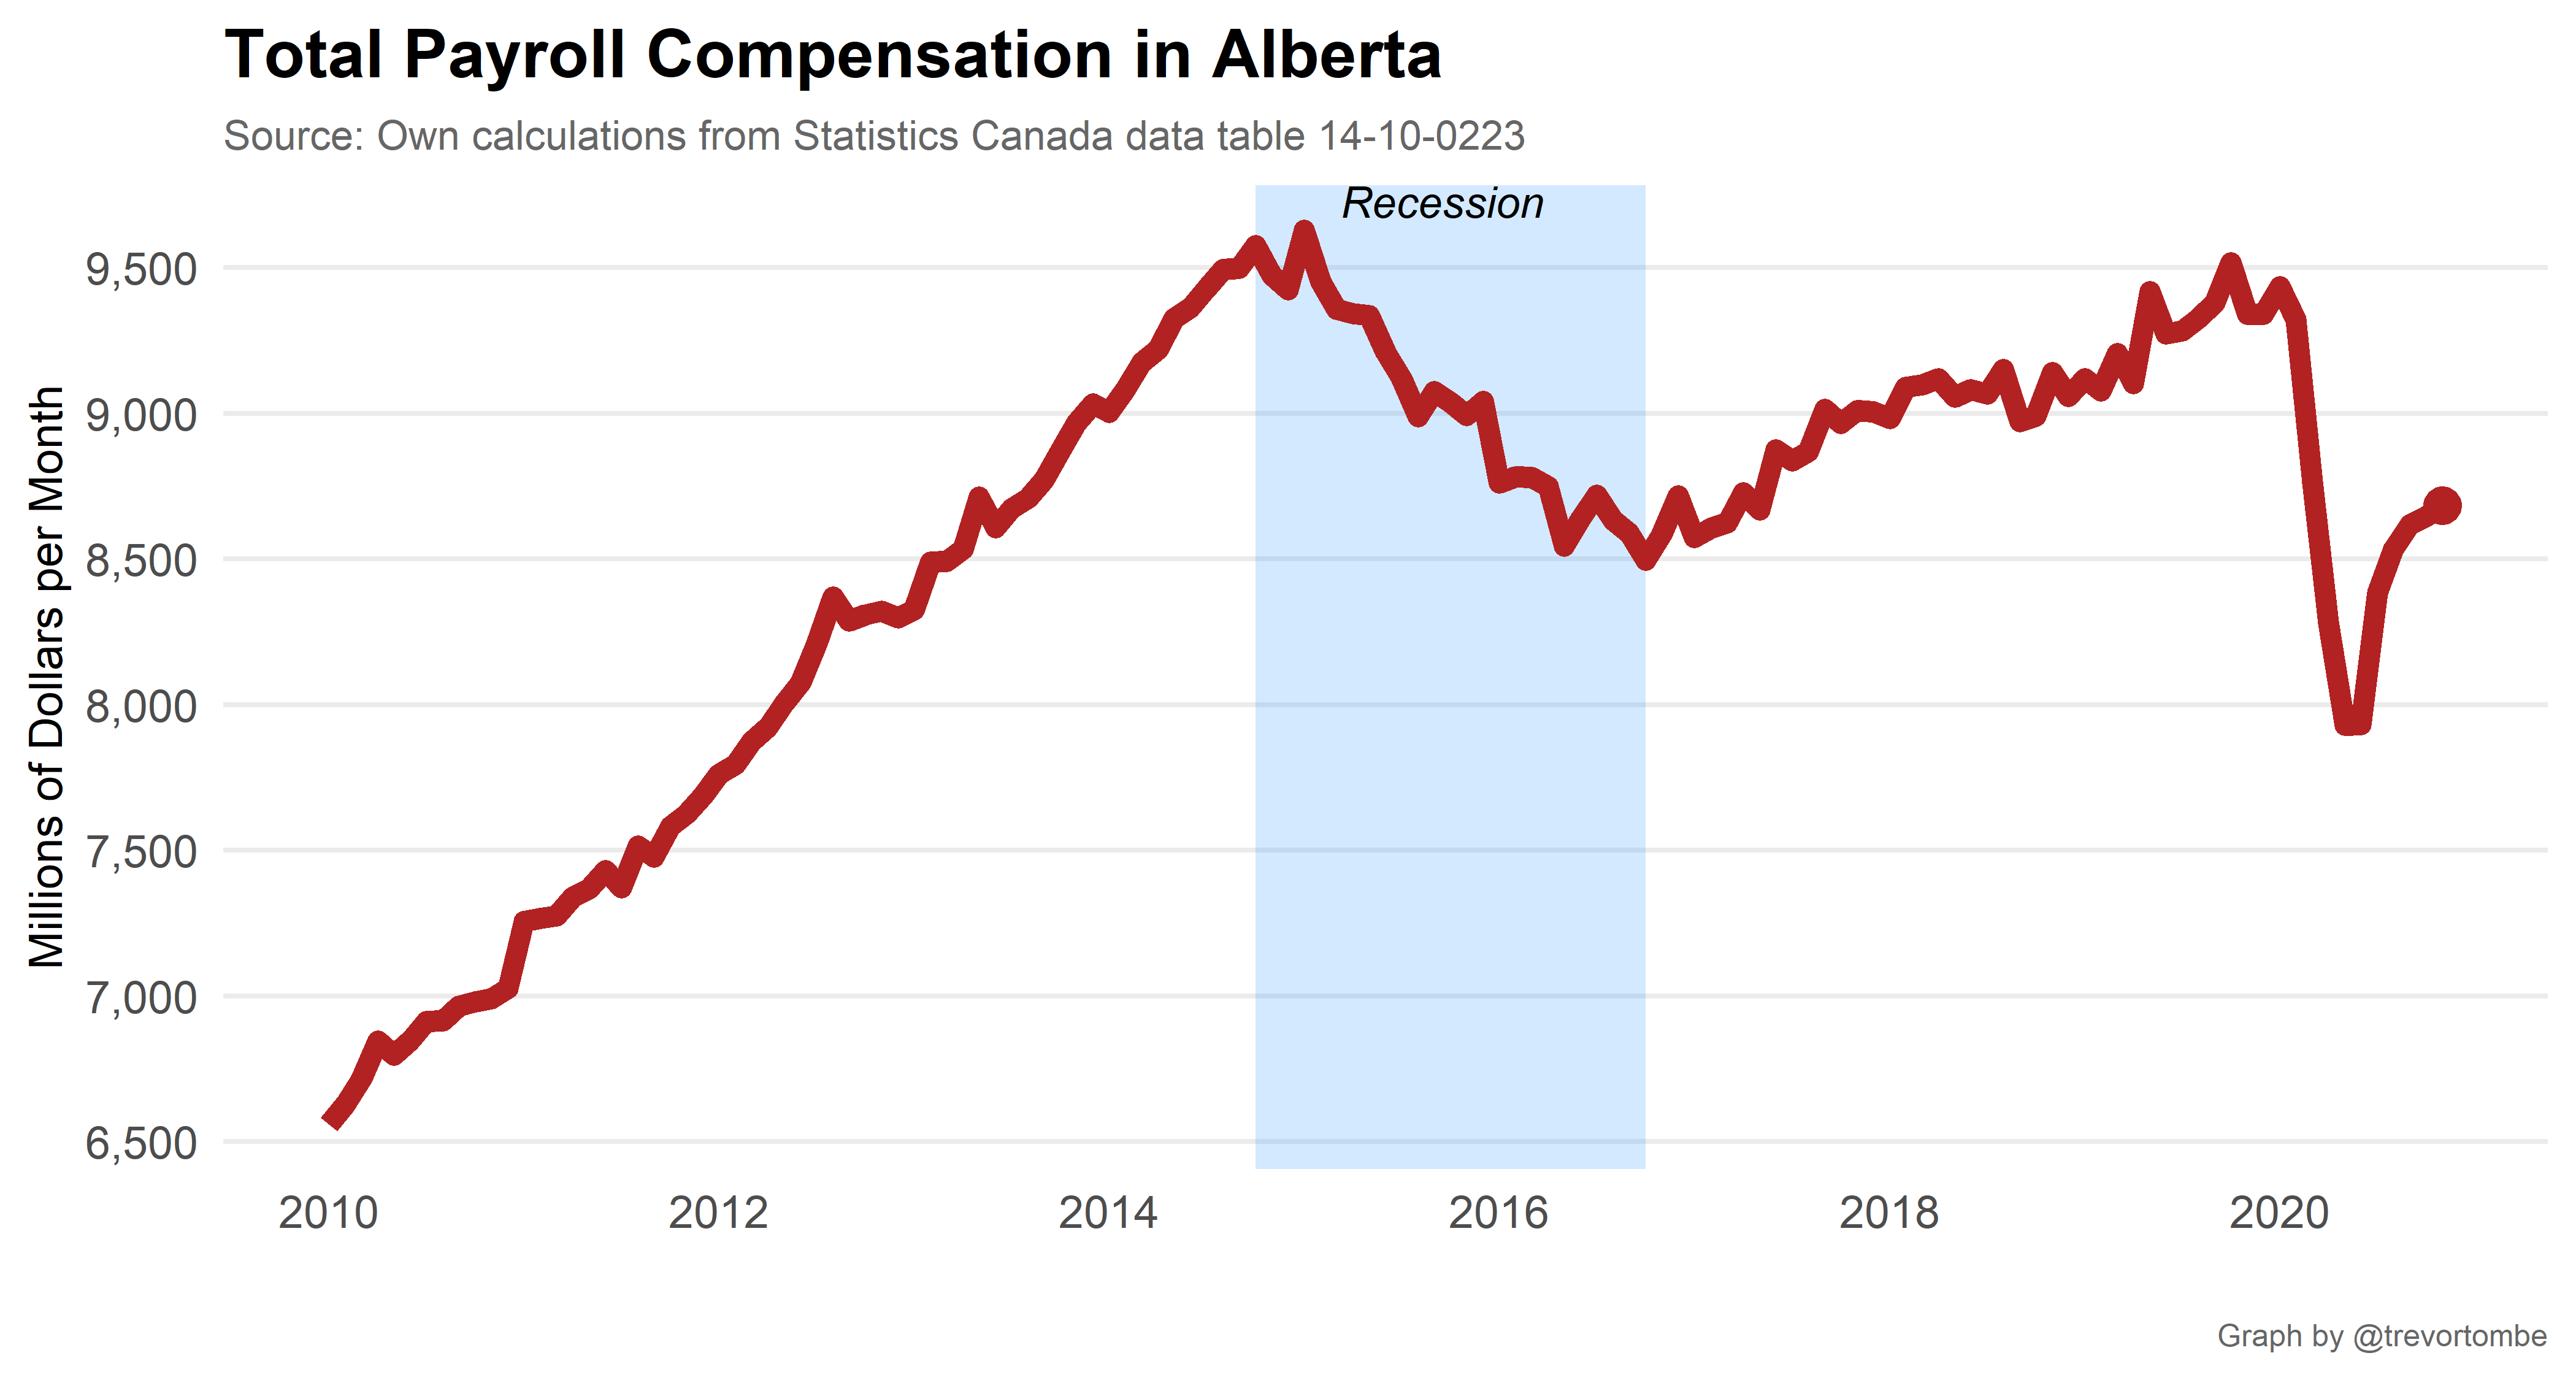 Total Payroll Compensation in Alberta
Source: Own calculations from Statistics Canada data table 14-10-0223
Recession
Millions of Dollars per Month
9,500
9,000
8,500
8,000
7,500
7,000
6,500
2010 2012 2014 2016 2018 2020
Graph by @trevortombe